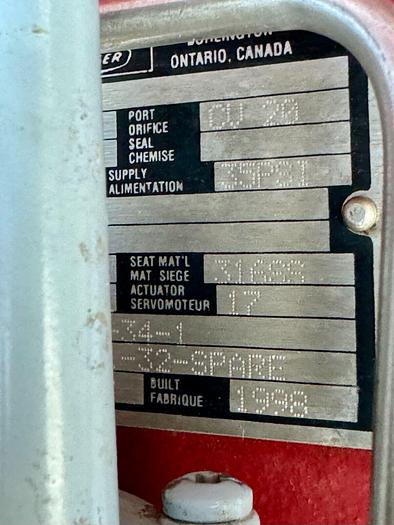 BURLINGTON
ONTARIO, CANADA
PORT CV 20
ORIFICE
SEAL
CHEMISE
SUPPLY 35PSI
ALIMENTATION
SEAT MAT'L 316SS
MAT SIEGE
ACTUATOR 17
SERVOMOTEUR
-34-1
-32-SPARE
BUILT 1998
FABRIQUE